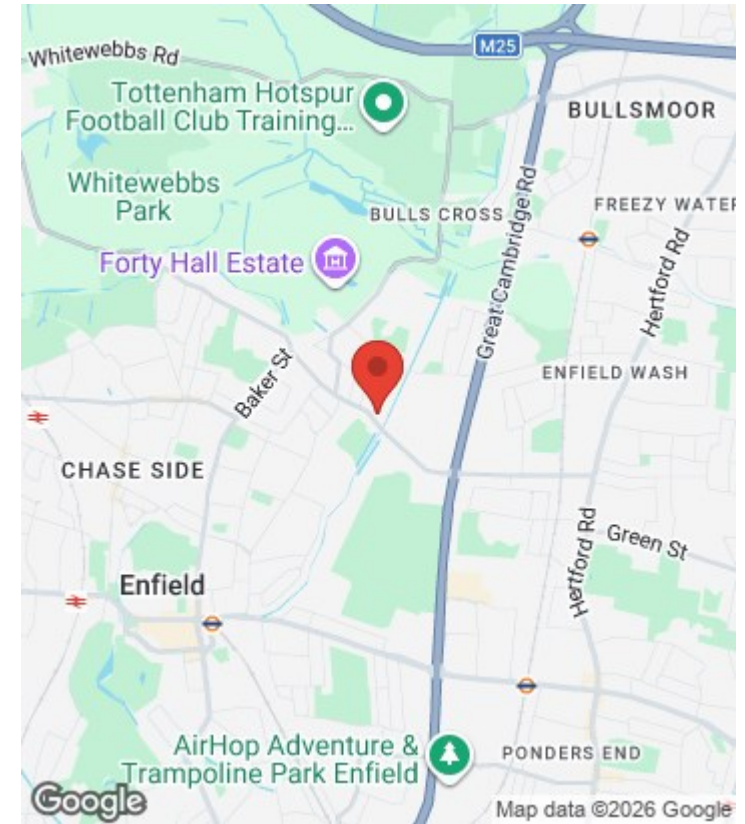 M25
Whitewebbs Rd
Tottenham Hotspur
Football Club Training...
BULLSMOOR
Whitewebbs
Park
BULLS CROSS
FREEZY WATER
Forty Hall Estate
Great Cambridge Rd
Hertford Rd
Baker St
ENFIELD WASH
CHASE SIDE
Hertford Rd
Green St
Enfield
AirHop Adventure &
Trampoline Park Enfield
PONDERS END
Google
Map data ©2026 Google